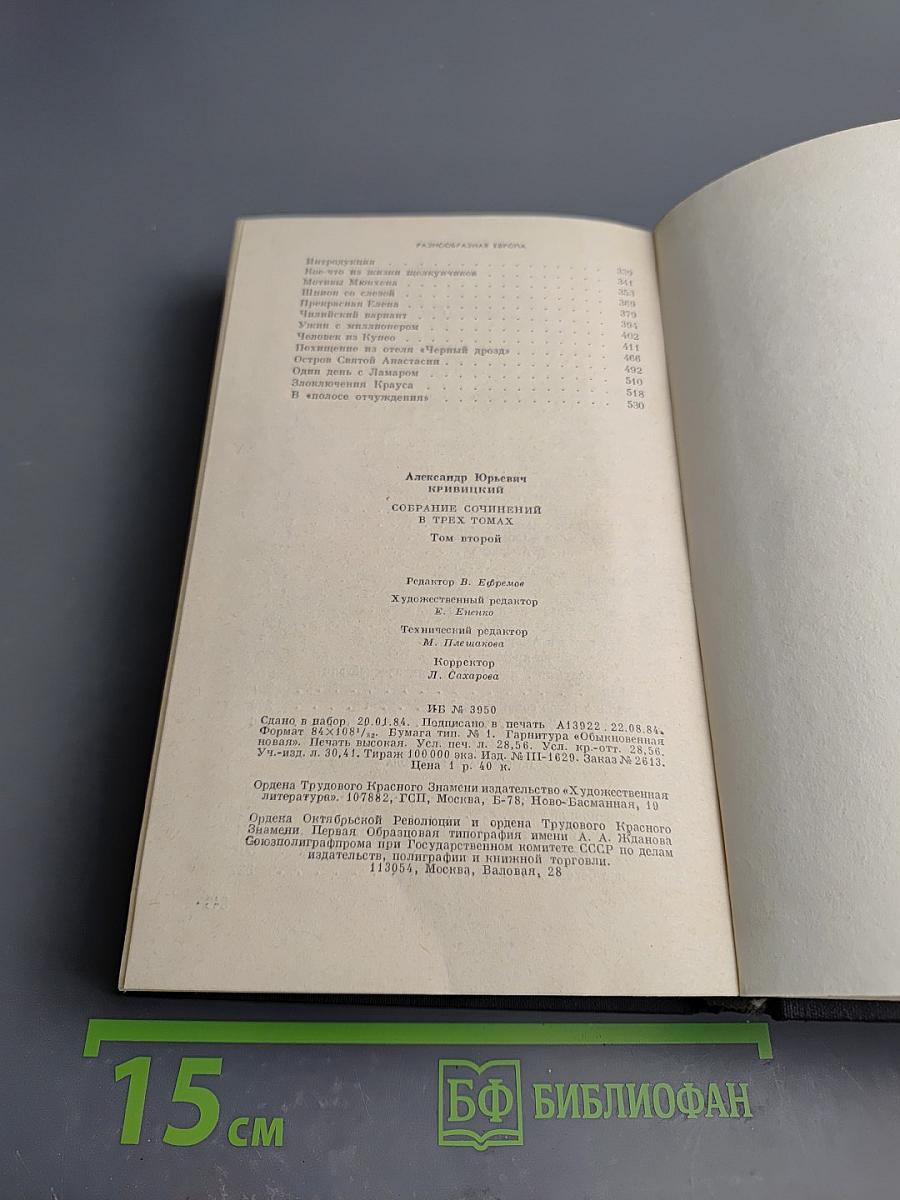 РАЗНООБРАЗНАЯ ЕВРОПА
Интродукция . . . 339
Кое-что из жизни щелкунчиков . . . 341
Мотивы Мюнхена . . . 353
Шпион со слезой . . . 369
Прекрасная Елена . . . 379
Чилийский вариант . . . 394
Ужин с миллионером . . . 402
Человек из Кунео . . . 411
Похищение из отеля «Черный дрозд» . . . 466
Остров Святой Анастасии . . . 492
Один день с Ламаром . . . 510
Злоключения Крауса . . . 518
В «полосе отчуждения» . . . 530
Александр Юрьевич
КРИВИЦКИЙ
СОБРАНИЕ СОЧИНЕНИЙ
В ТРЕХ ТОМАХ
Том второй
Редактор В. Ефремов
Художественный редактор
Е. Ененко
Технический редактор
М. Плешакова
Корректор
Л. Сахарова
ИБ № 3950
Сдано в набор 20.01.84. Подписано в печать А13922 22.08.84.
Формат 84×108¹/₃₂. Бумага тип. № 1. Гарнитура «Обыкновенная
новая». Печать высокая. Усл. печ. л. 28,56. Усл. кр.-отт. 28,56.
Уч.-изд. л. 30,41. Тираж 100 000 экз. Изд. № III-1629. Заказ № 2613.
Цена 1 р. 40 к.
Ордена Трудового Красного Знамени издательство «Художественная
литература». 107882, ГСП, Москва, Б-78, Ново-Басманная, 19
Ордена Октябрьской Революции и ордена Трудового Красного
Знамени Первая Образцовая типография имени А. А. Жданова
Союзполиграфпрома при Государственном комитете СССР по делам
издательств, полиграфии и книжной торговли.
113054, Москва, Валовая, 28
15 см
БФ БИБЛИОФАН